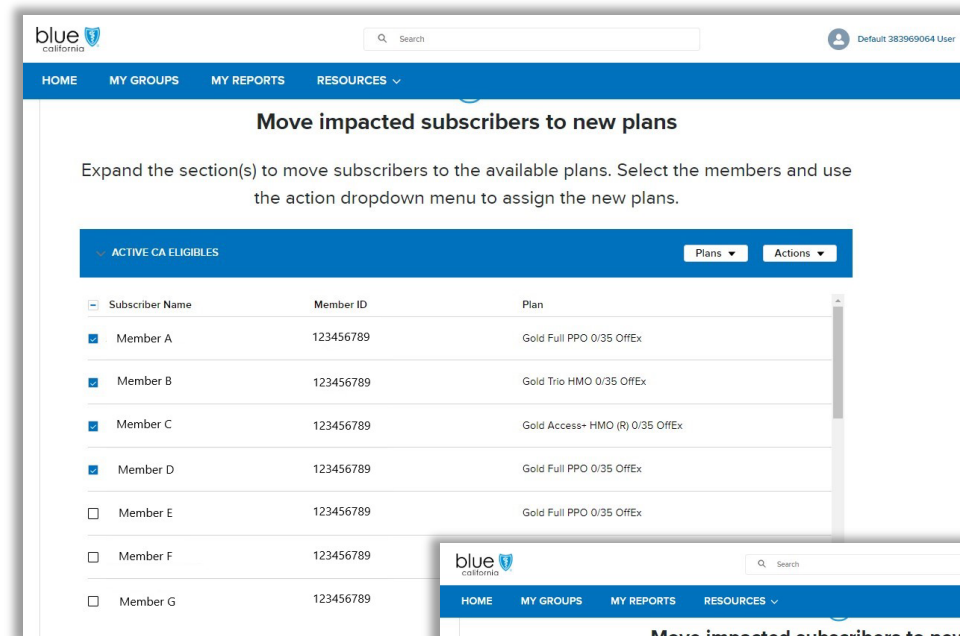 blue
california
Search
Default 383969064 User
HOME MY GROUPS MY REPORTS RESOURCES
Move impacted subscribers to new plans
Expand the section(s) to move subscribers to the available plans. Select the members and use
the action dropdown menu to assign the new plans.
ACTIVE CA ELIGIBLES Plans Actions
Subscriber Name Member ID Plan
Member A 123456789 Gold Full PPO 0/35 OffEx
Member B 123456789 Gold Trio HMO 0/35 OffEx
Member C 123456789 Gold Access+ HMO (R) 0/35 OffEx
Member D 123456789 Gold Full PPO 0/35 OffEx
Member E 123456789 Gold Full PPO 0/35 OffEx
Member F 123456789
Member G 123456789
blue
california
Search
HOME MY GROUPS MY REPORTS RESOURCES
Move impacted subscribers to